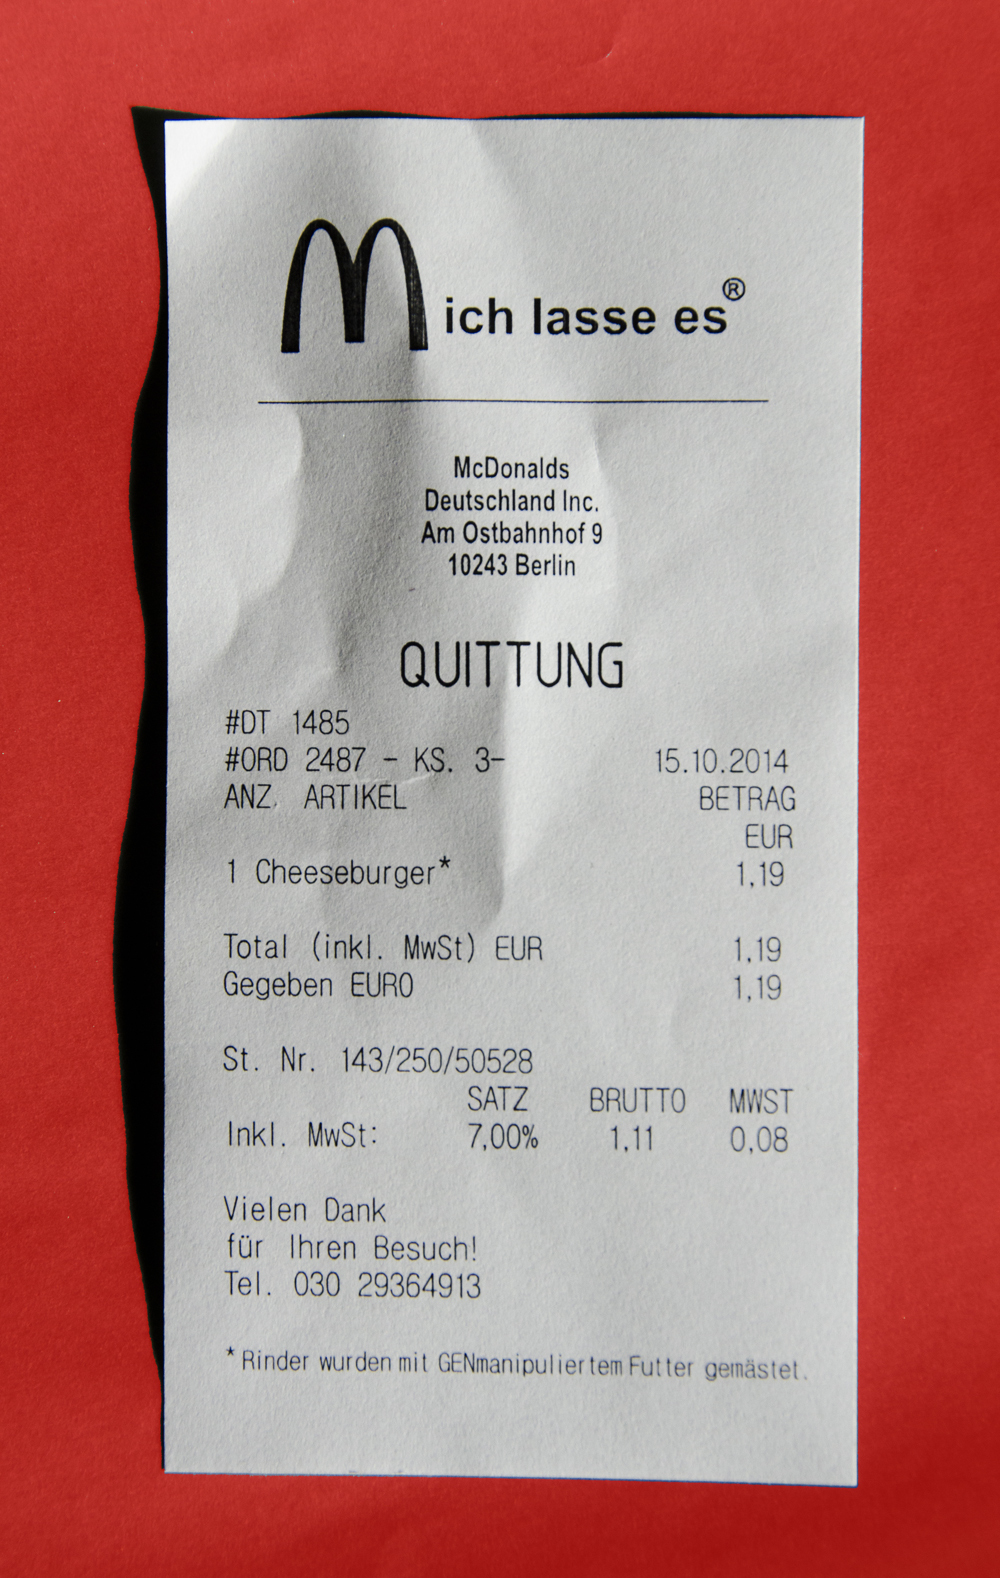 M ich lasse es®
McDonalds
Deutschland Inc.
Am Ostbahnhof 9
10243 Berlin
QUITTUNG
#DT 1485
#ORD 2487 - KS. 3- 15.10.2014
ANZ. ARTIKEL BETRAG
EUR
1 Cheeseburger* 1,19
Total (inkl. MwSt) EUR 1,19
Gegeben EURO 1,19
St. Nr. 143/250/50528
SATZ BRUTTO MWST
Inkl. MwSt: 7,00% 1,11 0,08
Vielen Dank
für Ihren Besuch!
Tel. 030 29364913
* Rinder wurden mit GENmanipuliertem Futter gemästet.